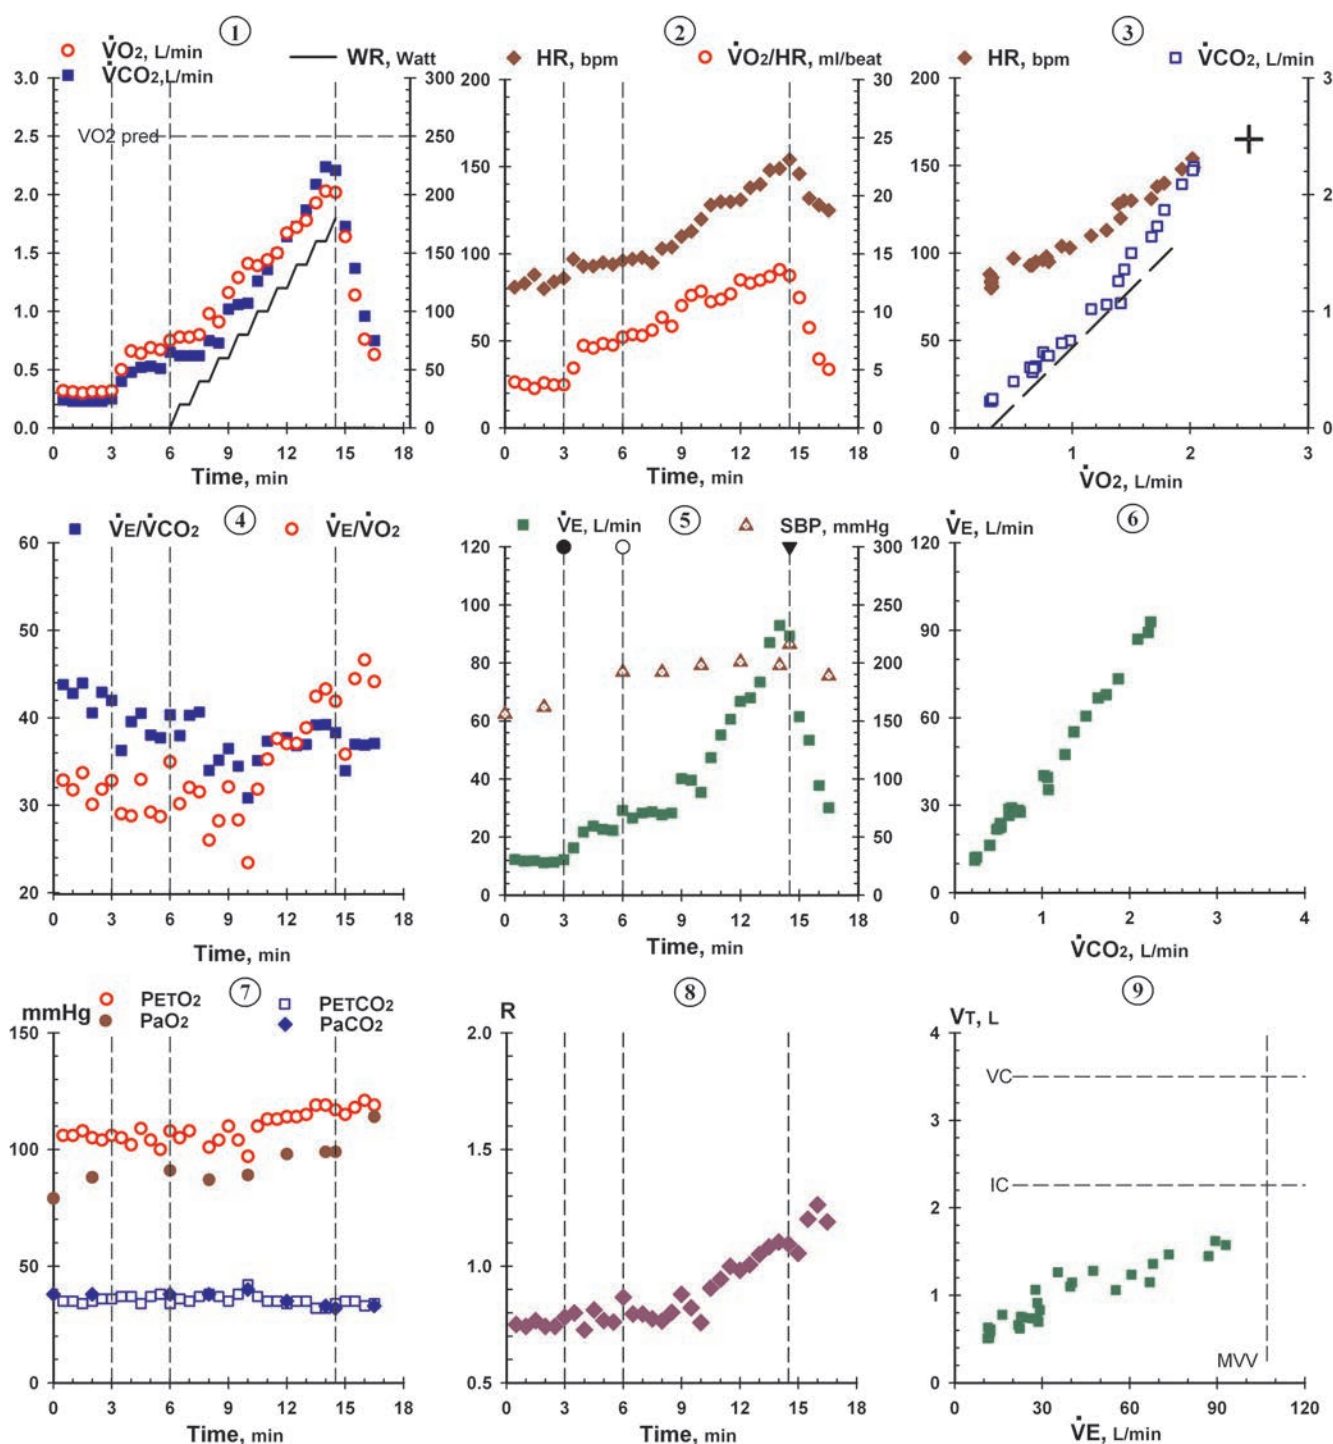 1
V̇O2, L/min
V̇CO2, L/min
WR, Watt
3.0
2.5
2.0
1.5
1.0
0.5
0.0
VO2 pred
300
250
200
150
100
50
0
0 3 6 9 12 15 18
Time, min
2
HR, bpm
V̇O2/HR, ml/beat
200
150
100
50
0
30
25
20
15
10
5
0
0 3 6 9 12 15 18
Time, min
3
HR, bpm
V̇CO2, L/min
200
150
100
50
0
3
2
1
0
0 1 2 3
V̇O2, L/min
4
V̇E/V̇CO2
V̇E/V̇O2
60
50
40
30
20
0 3 6 9 12 15 18
Time, min
5
V̇E, L/min
SBP, mmHg
120
100
80
60
40
20
0
300
250
200
150
100
50
0
0 3 6 9 12 15 18
Time, min
6
V̇E, L/min
120
90
60
30
0
0 1 2 3 4
V̇CO2, L/min
7
mmHg
PETO2
PaO2
PETCO2
PaCO2
150
100
50
0
0 3 6 9 12 15 18
Time, min
8
R
2.0
1.5
1.0
0.5
0 3 6 9 12 15 18
Time, min
9
VT, L
4
3
2
1
0
VC
IC
MVV
0 30 60 90 120
V̇E, L/min